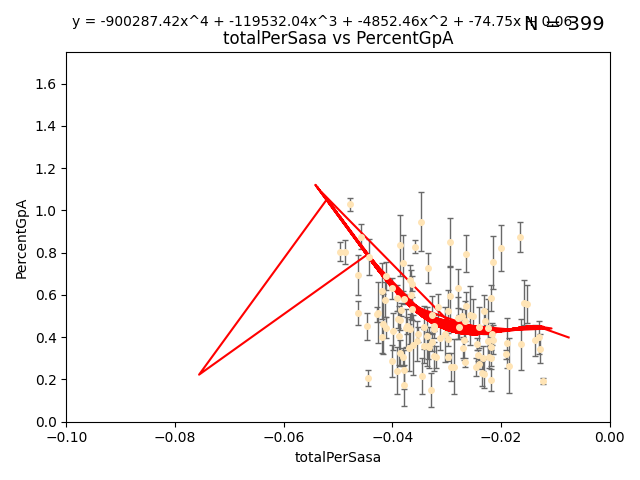 y = -900287.42x^4 + -119532.04x^3 + -4852.46x^2 + -74.75x + 0.06
N = 399
totalPerSasa vs PercentGpA
PercentGpA
1.6
1.4
1.2
1.0
0.8
0.6
0.4
0.2
0.0
−0.10 −0.08 −0.06 −0.04 −0.02 0.00
totalPerSasa